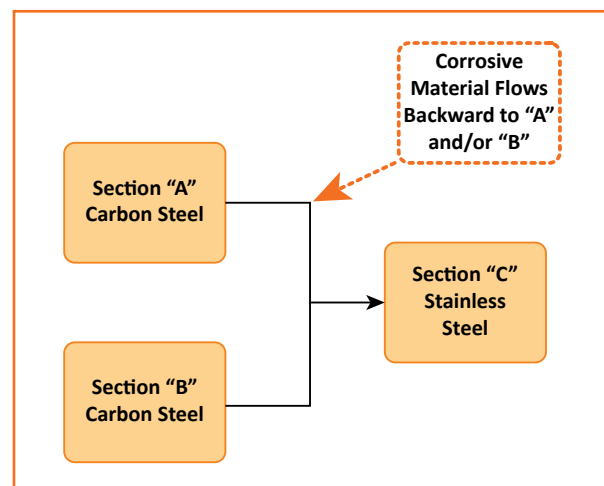 Corrosive
Material Flows
Backward to “A”
and/or “B”
Section “A”
Carbon Steel
Section “C”
Stainless
Steel
Section “B”
Carbon Steel